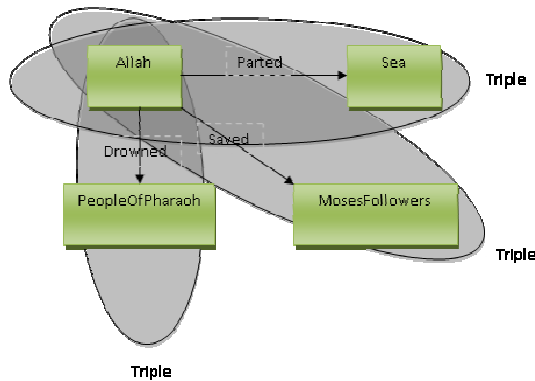 Allah
Parted
Sea
Triple
Saved
Drowned
PeopleOfPharaoh
MosesFollowers
Triple
Triple